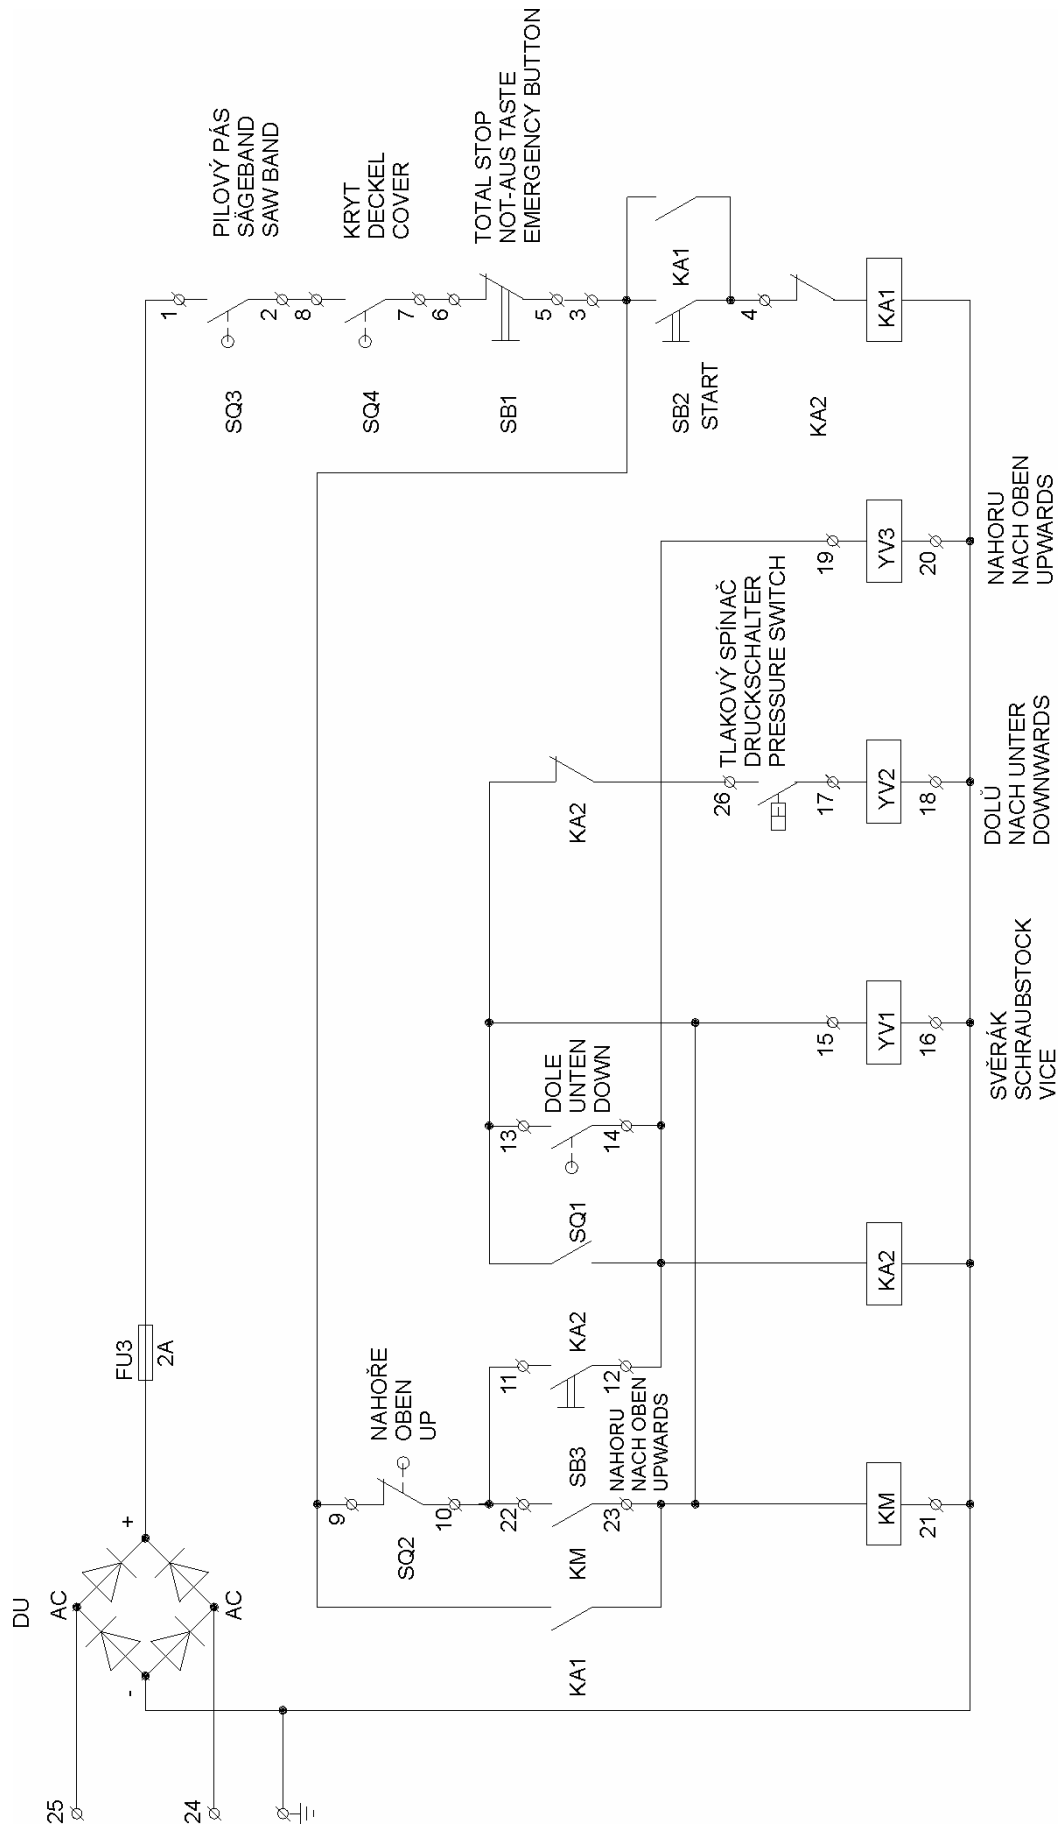 DU
25
24
AC
AC
+
-
FU3
2A
1
PILOVÝ PÁS
SÄGEBAND
SAW BAND
SQ3
2
8
KRYT
DECKEL
COVER
SQ4
7
6
TOTAL STOP
NOT-AUS TASTE
EMERGENCY BUTTON
SB1
5
3
KA1
SB2
START
4
KA2
KA1
9
NAHOŘE
OBEN
UP
SQ2
10
22
KM
23
KA1
11
SB3
12
NAHORU
NACH OBEN
UPWARDS
KA2
13
DOLE
UNTEN
DOWN
SQ1
14
KA2
26
TLAKOVÝ SPÍNAČ
DRUCKSCHALTER
PRESSURE SWITCH
KM
21
KA2
15
YV1
16
SVĚRÁK
SCHRAUBSTOCK
VICE
17
YV2
18
DOLŮ
NACH UNTER
DOWNWARDS
19
YV3
20
NAHORU
NACH OBEN
UPWARDS